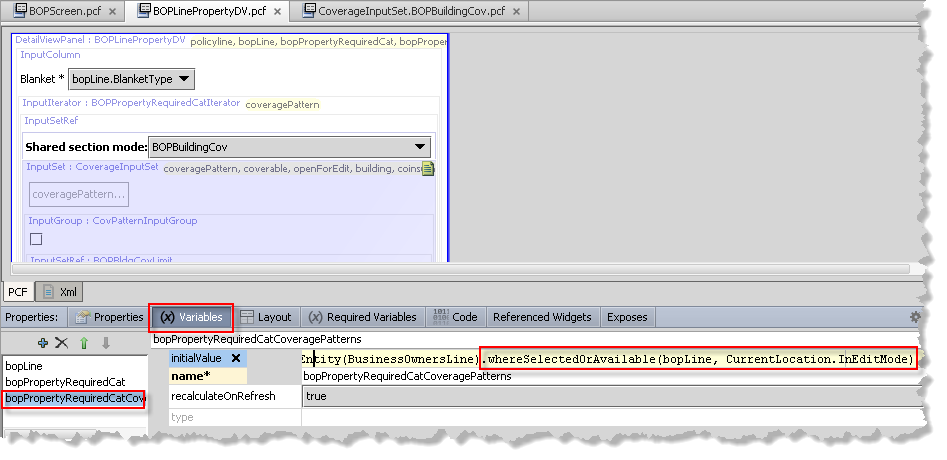 BOPScreen.pcf BOPLinePropertyDV.pcf CoverageInputSet.BOPBuildingCov.pcf
DetailViewPanel : BOPLinePropertyDV policyline, bopLine, bopPropertyRequiredCat, bopProper
InputColumn
Blanket * bopLine.BlanketType
InputIterator : BOPPropertyRequiredCatIterator coveragePattern
InputSetRef
Shared section mode: BOPBuildingCov
InputSet : CoverageInputSet coveragePattern, coverable, openForEdit, building, coins
coveragePattern...
InputGroup : CovPatternInputGroup
InputSetRef : BOPBldgCovLimit
PCF Xml
Properties: Properties (x) Variables Layout (x) Required Variables Code Referenced Widgets Exposes
bopPropertyRequiredCatCoveragePatterns
bopLine
bopPropertyRequiredCat
bopPropertyRequiredCatCov
initialValue Entity(BusinessOwnersLine).whereSelectedOrAvailable(bopLine, CurrentLocation.InEditMode)
name* bopPropertyRequiredCatCoveragePatterns
recalculateOnRefresh true
type